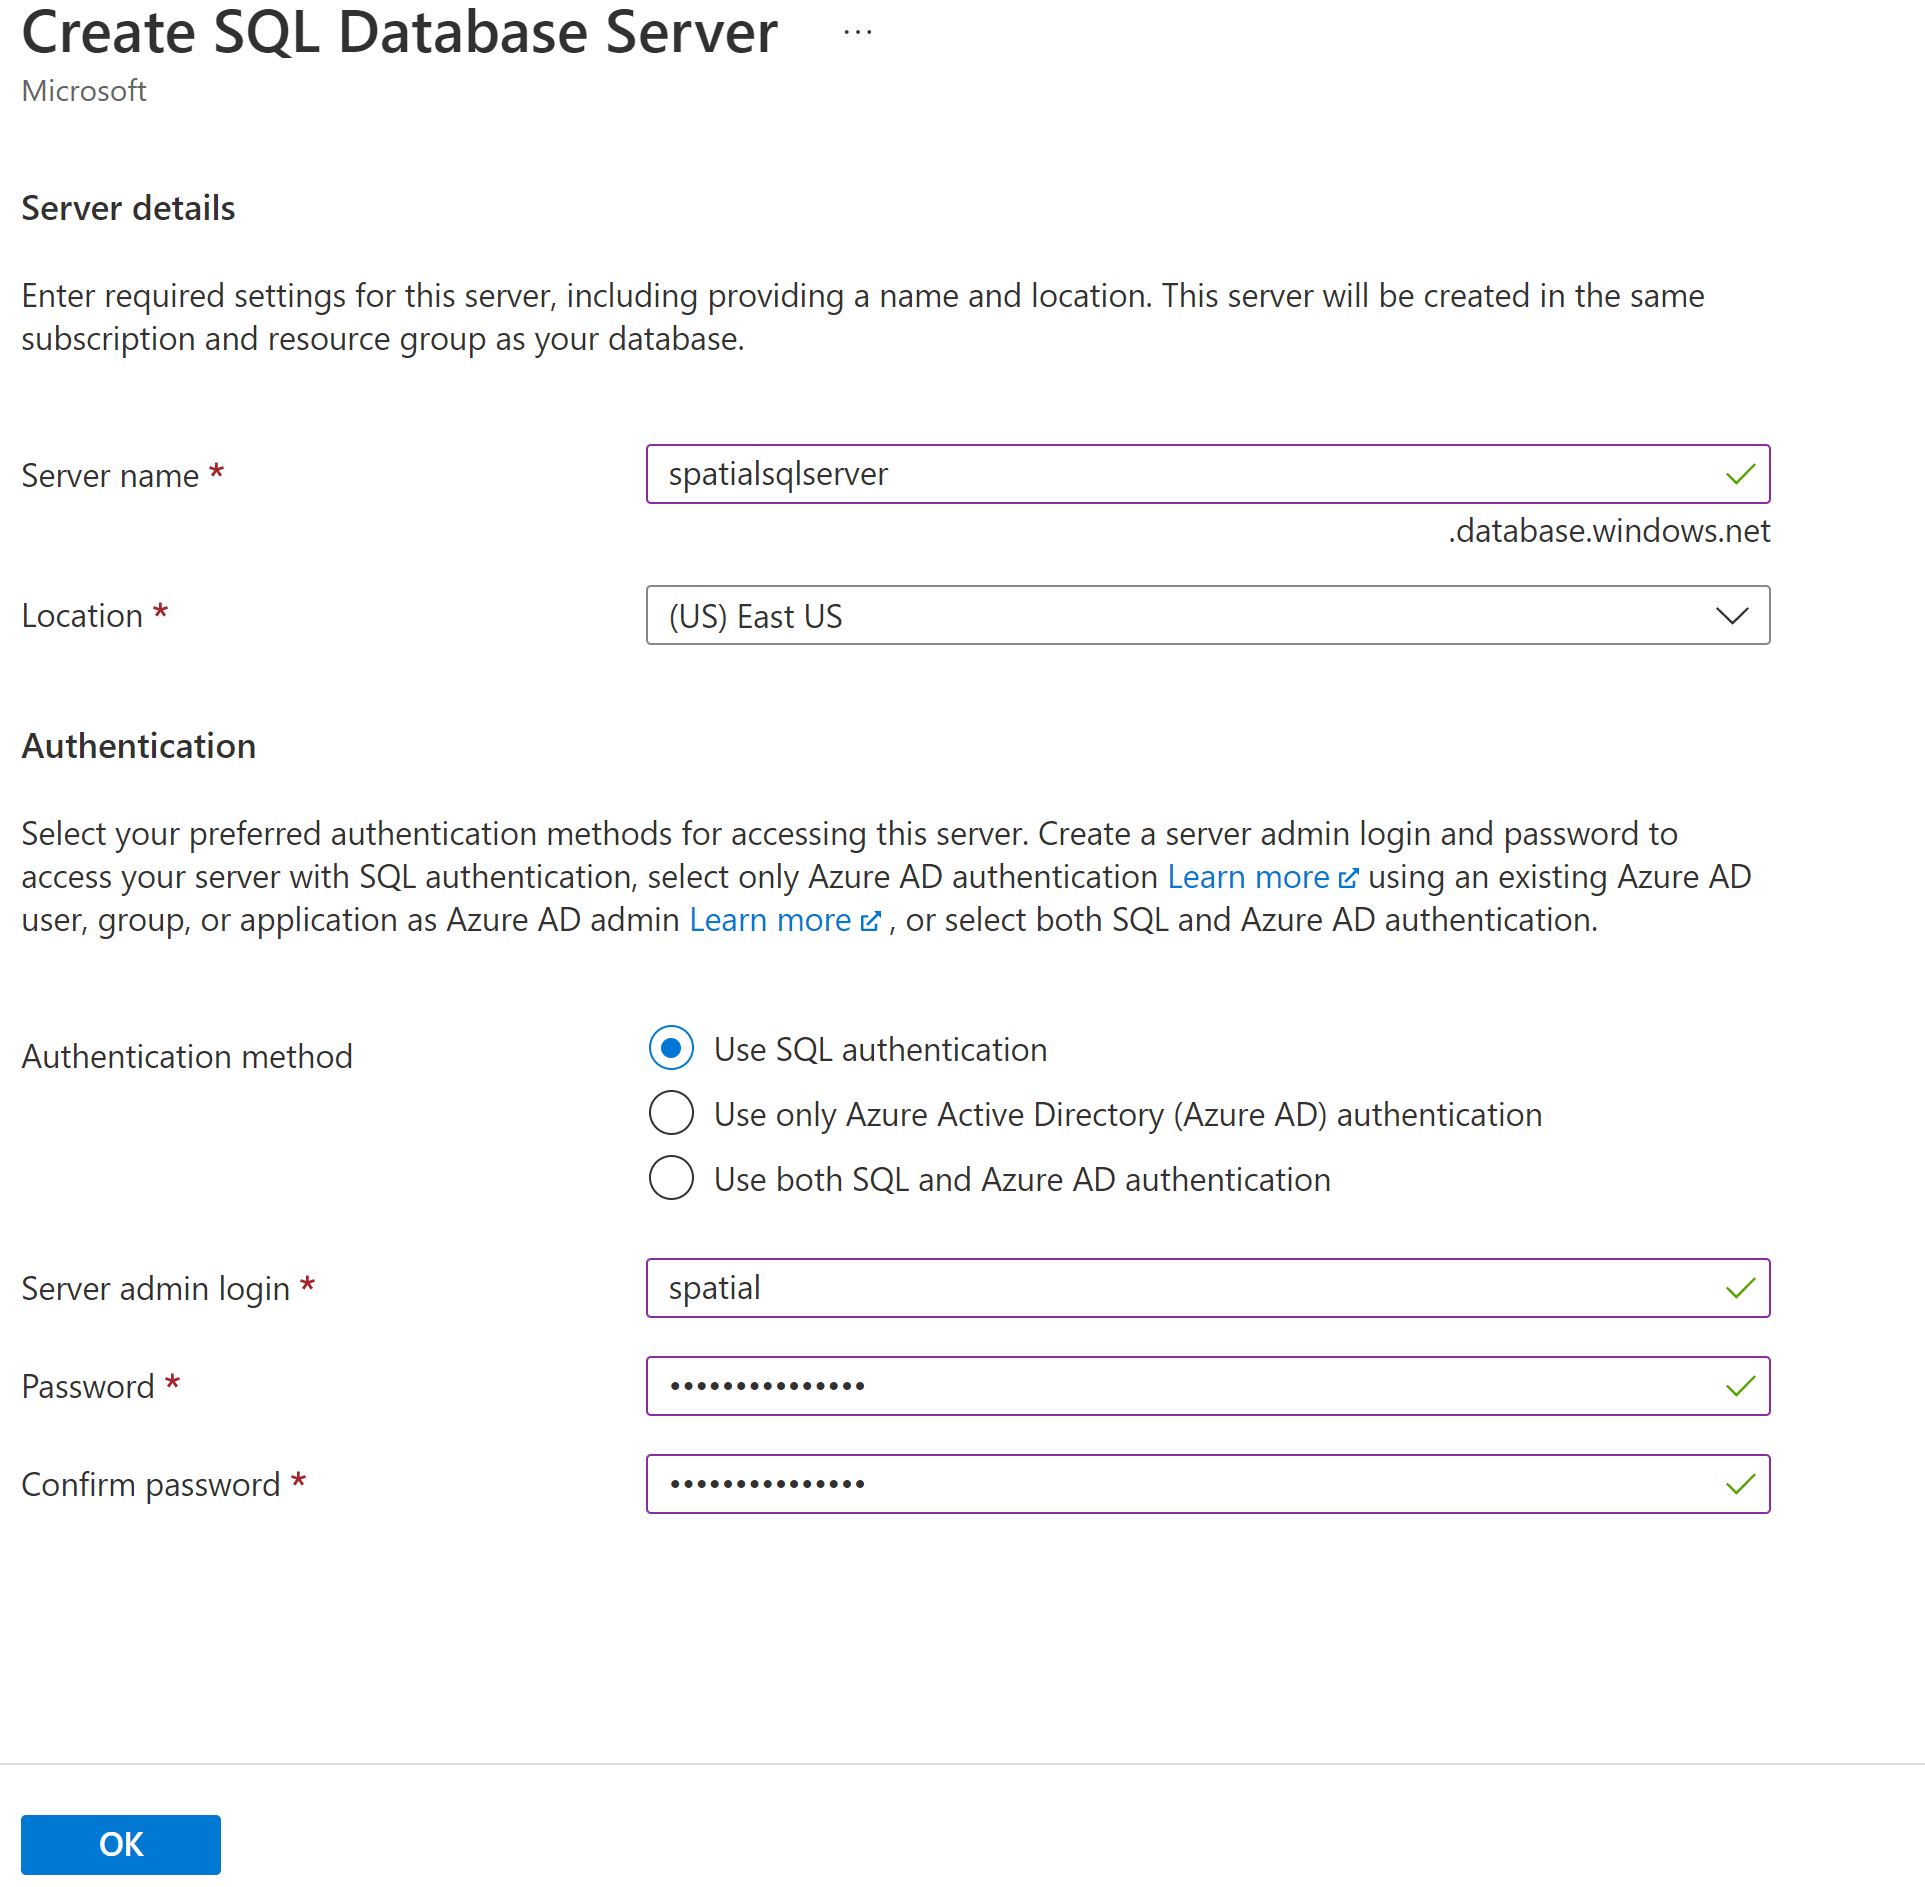 Create SQL Database Server ...
Microsoft
Server details
Enter required settings for this server, including providing a name and location. This server will be created in the same
subscription and resource group as your database.
Server name *
spatialsqlserver
.database.windows.net
Location *
(US) East US
Authentication
Select your preferred authentication methods for accessing this server. Create a server admin login and password to
access your server with SQL authentication, select only Azure AD authentication Learn more using an existing Azure AD
user, group, or application as Azure AD admin Learn more , or select both SQL and Azure AD authentication.
Authentication method
Use SQL authentication
Use only Azure Active Directory (Azure AD) authentication
Use both SQL and Azure AD authentication
Server admin login *
spatial
Password *
•••••••••••••••
Confirm password *
•••••••••••••••
OK